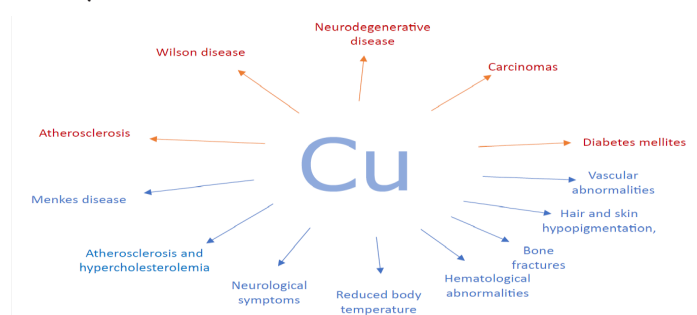 Neurodegenerative
disease
Wilson disease
Carcinomas
Atherosclerosis
Cu
Diabetes mellites
Vascular
abnormalities
Menkes disease
Hair and skin
hypopigmentation,
Atherosclerosis and
hypercholesterolemia
Bone
fractures
Neurological
symptoms
Reduced body
temperature
Hematological
abnormalities